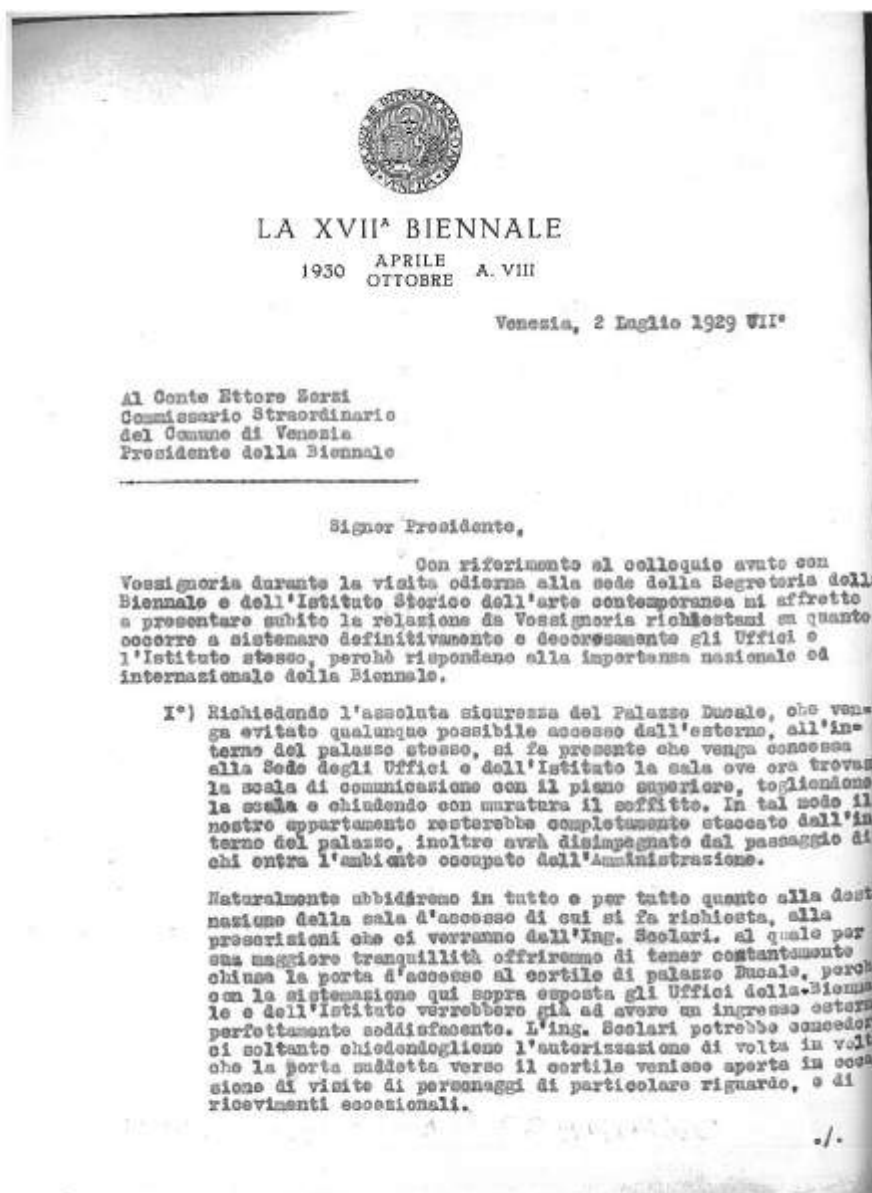 ESPOSIZIONE INTERNAZIONALE D'ARTE VENEZIA
LA XVIIᴬ BIENNALE
1930 APRILE OTTOBRE A. VIII
Venezia, 2 Luglio 1929 VII°
Al Conte Ettore Zorzi
Commissario Straordinario
del Comune di Venezia
Presidente della Biennale
Signor Presidente,
Con riferimento al colloquio avuto con
Vossignoria durante la visita odierna alla sede della Segreteria dell
Biennale e dell'Istituto Storico dell'arte contemporanea mi affretto
a presentare subito la relazione da Vossignoria richiestami su quanto
occorre a sistemare definitivamente e decorosamente gli Uffici e
l'Istituto stesso, perchè rispondano alla importanza nazionale ed
internazionale della Biennale.
I°) Richiedendo l'assoluta sicurezza del Palazzo Ducale, che ven=
ga evitato qualunque possibile accesso dall'esterno, all'in=
terno del palazzo stesso, si fa presente che venga concessa
alla Sede degli Uffici e dell'Istituto la sala ove ora trovas
la scala di comunicazione con il piano superiore, togliendone
la scala e chiudendo con muratura il soffitto. In tal modo il
nostro appartamento resterebbe completamente staccato dall'in
terno del palazzo, inoltre avrà disimpegnato dal passaggio di
chi entra l'ambiente occupato dall'Amministrazione.
Naturalmente ubbidiremo in tutto e per tutto quanto alla dest
nazione della sala d'accesso di cui si fa richiesta, alla
prescrizioni che ci verranno dall'Ing. Scolari. al quale per
sua maggiore tranquillità offriremmo di tener costantemente
chiusa la porta d'accesso al cortile di palazzo Ducale, perch
con la sistemazione qui sopra esposta gli Uffici della Bienna
le e dell'Istituto verrebbero già ad avere un ingresso estern
perfettamente soddisfacente. L'ing. Scolari potrebbe conceder
ci soltanto chiedendogliene l'autorizzazione di volta in volt
che la porta suddetta verso il cortile venisse aperta in occa
sione di visite di personaggi di particolare riguardo, e di
ricevimenti eccezionali.
./.